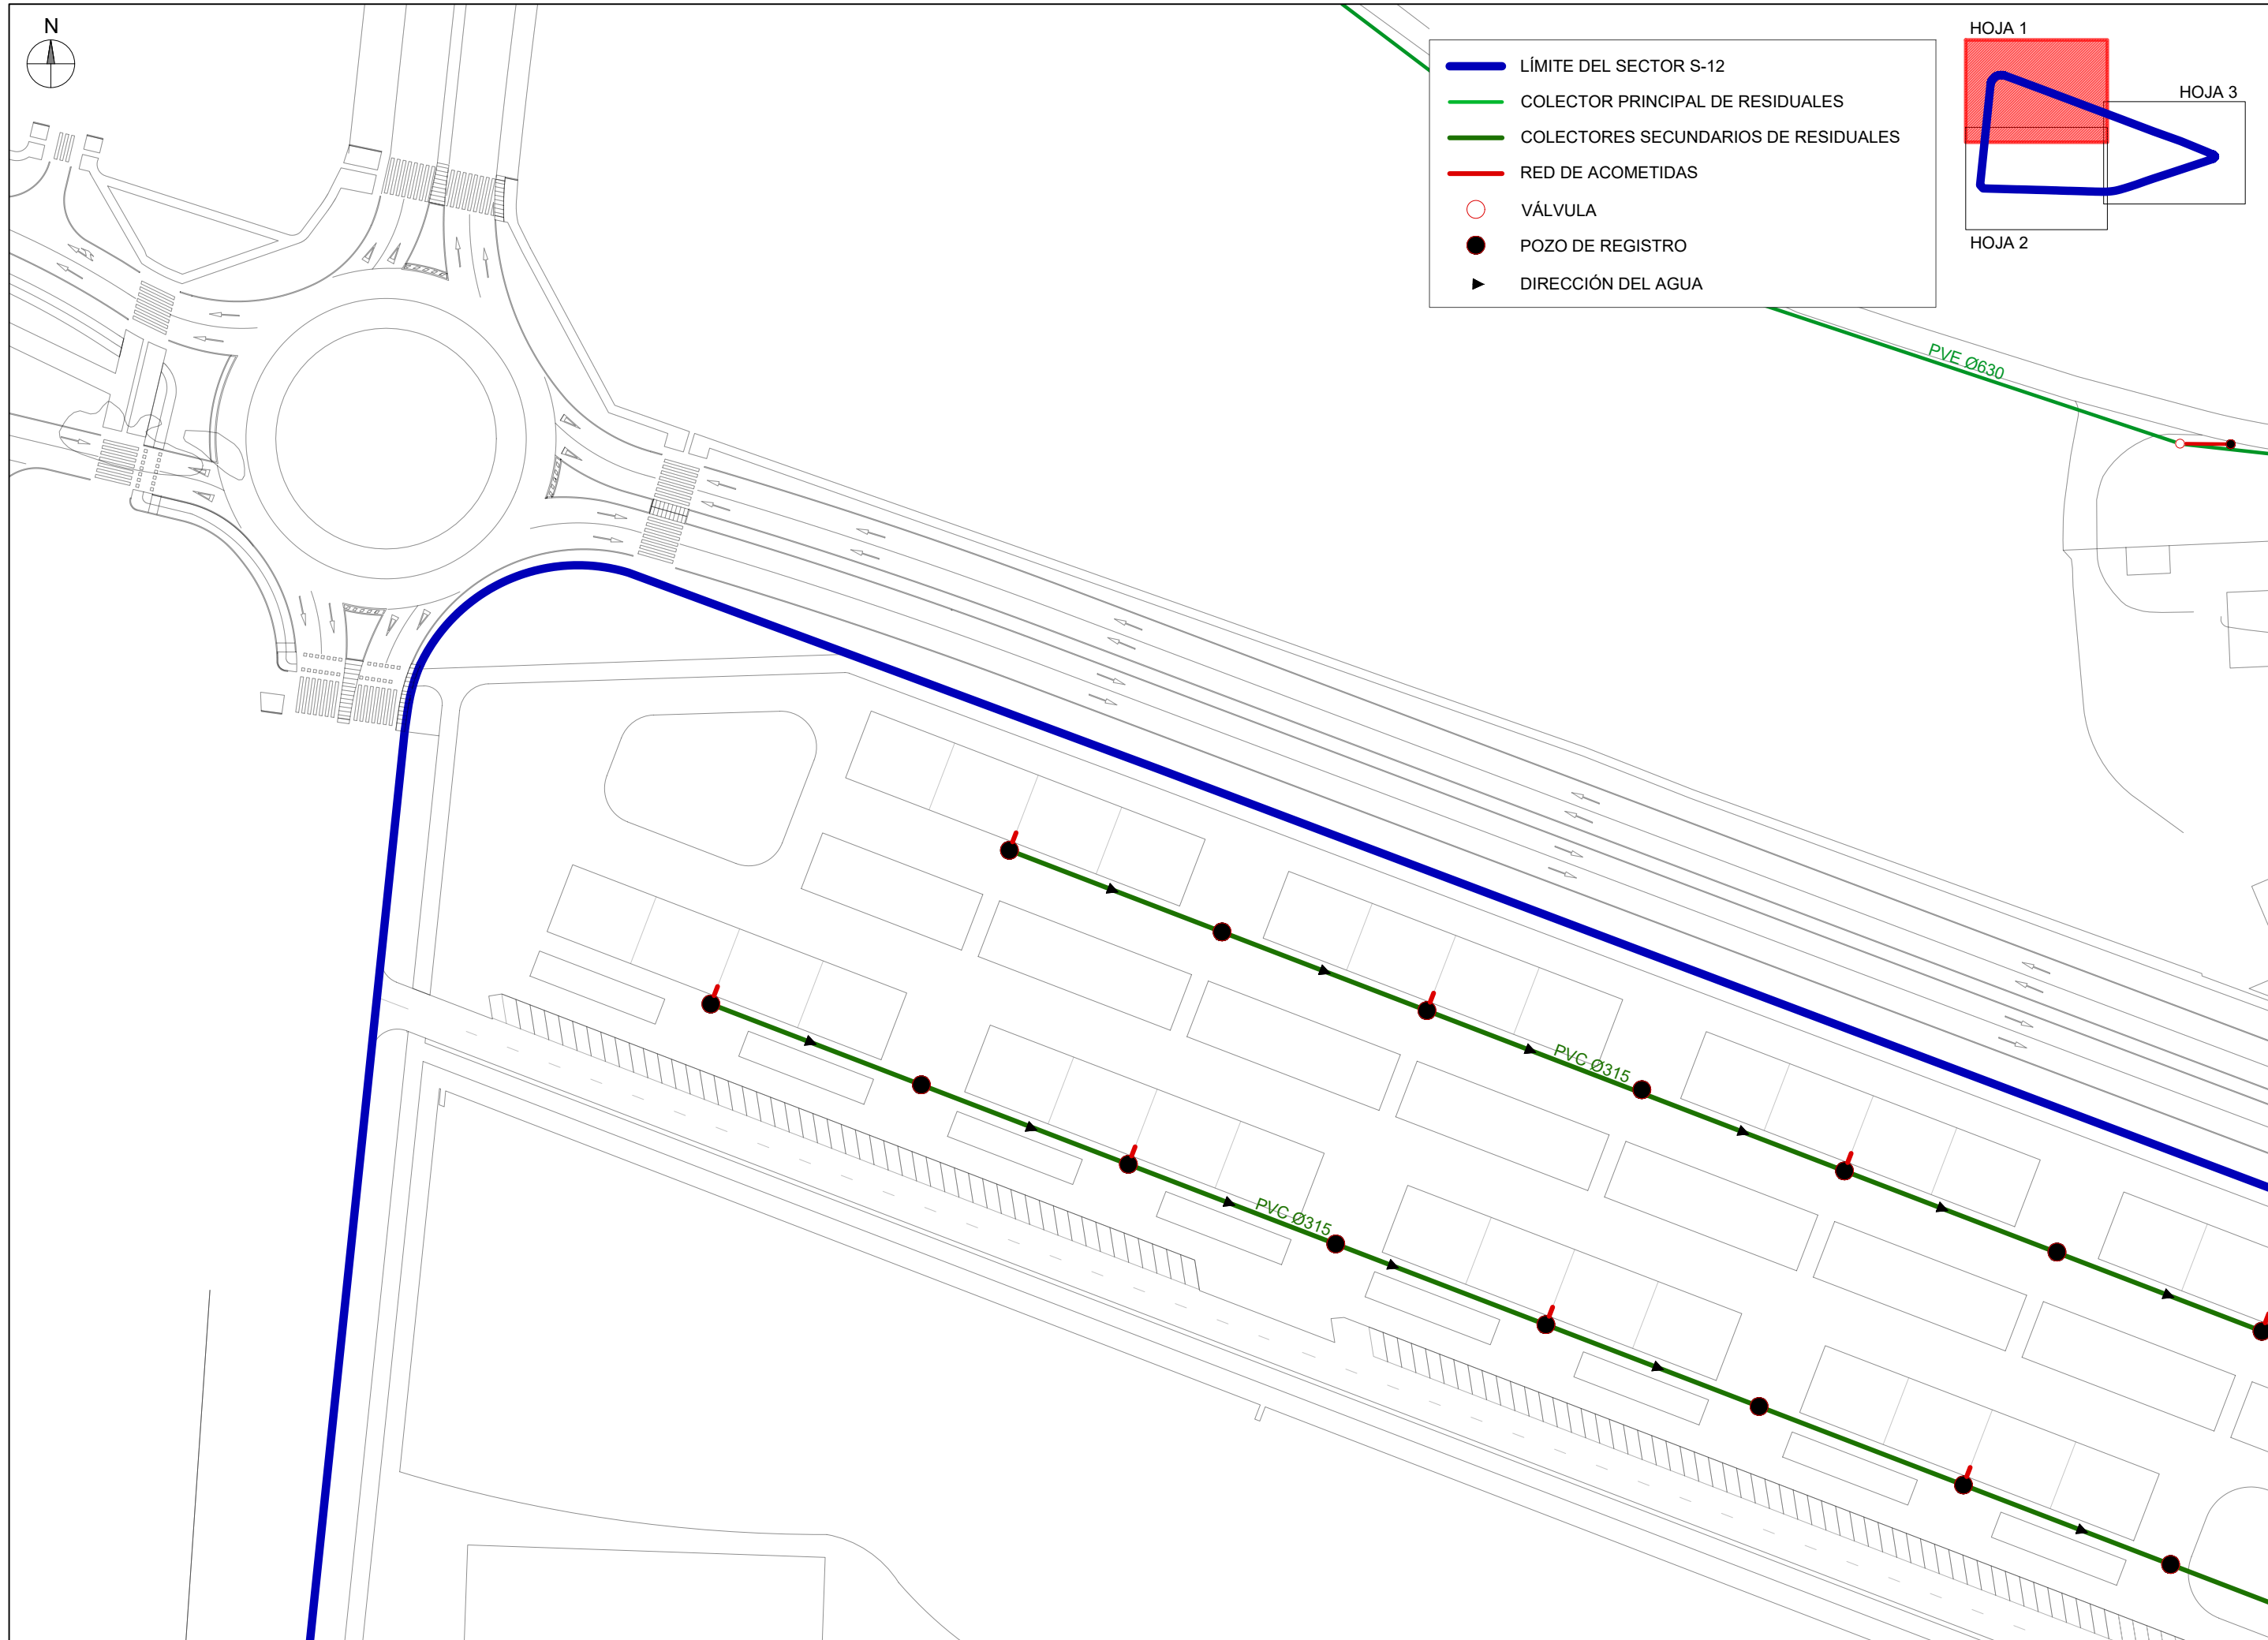 N
HOJA 1
LÍMITE DEL SECTOR S-12
COLECTOR PRINCIPAL DE RESIDUALES
HOJA 3
COLECTORES SECUNDARIOS DE RESIDUALES
RED DE ACOMETIDAS
VÁLVULA
POZO DE REGISTRO
HOJA 2
DIRECCIÓN DEL AGUA
PVE Ø630
PVC Ø315
PVC Ø315